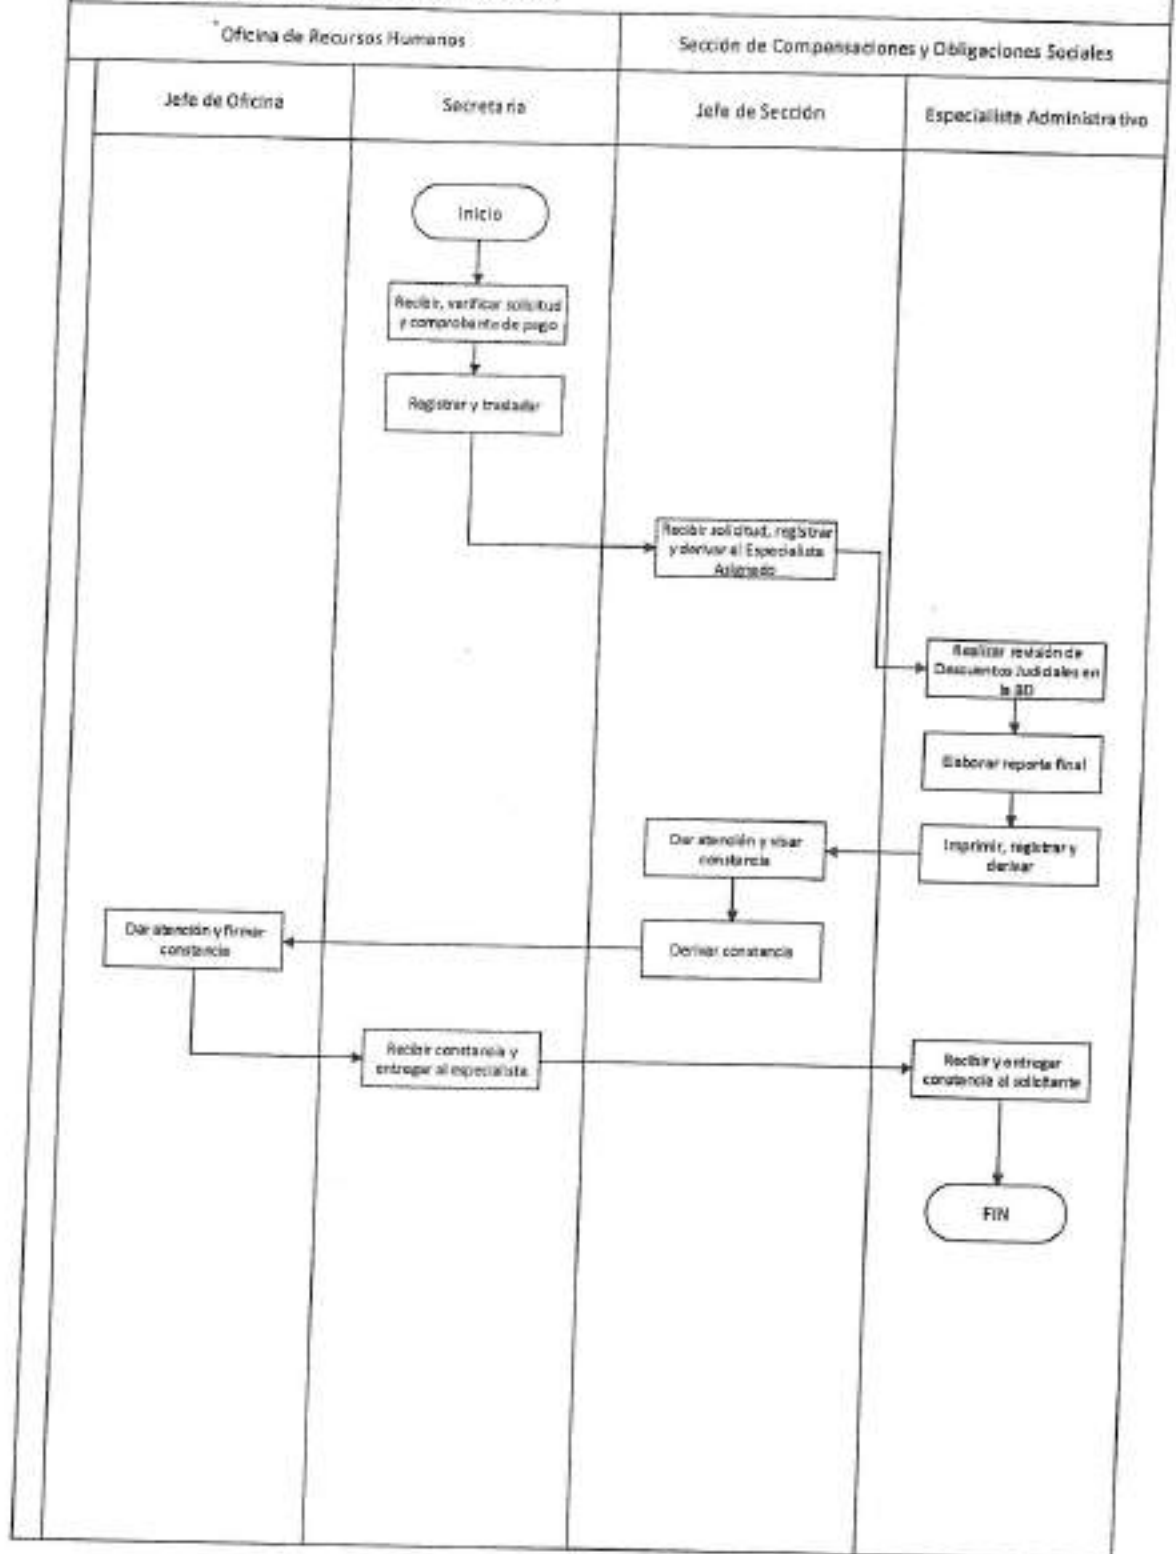 Oficina de Recursos Humanos
Sección de Compensaciones y Obligaciones Sociales
Jefe de Oficina
Secretaria
Jefe de Sección
Especialista Administrativo
Inicio
Recibir, verificar solicitud
y comprobante de pago
Registrar y trasladar
Recibir solicitud, registrar
y derivar al Especialista
Asignado
Realizar revisión de
Descuentos Judiciales en
la BD
Elaborar reporte final
Imprimir, registrar y
derivar
Dar atención y visar
constancia
Derivar constancia
Dar atención y firmar
constancia
Recibir constancia y
entregar al especialista
Recibir y entregar
constancia al solicitante
FIN